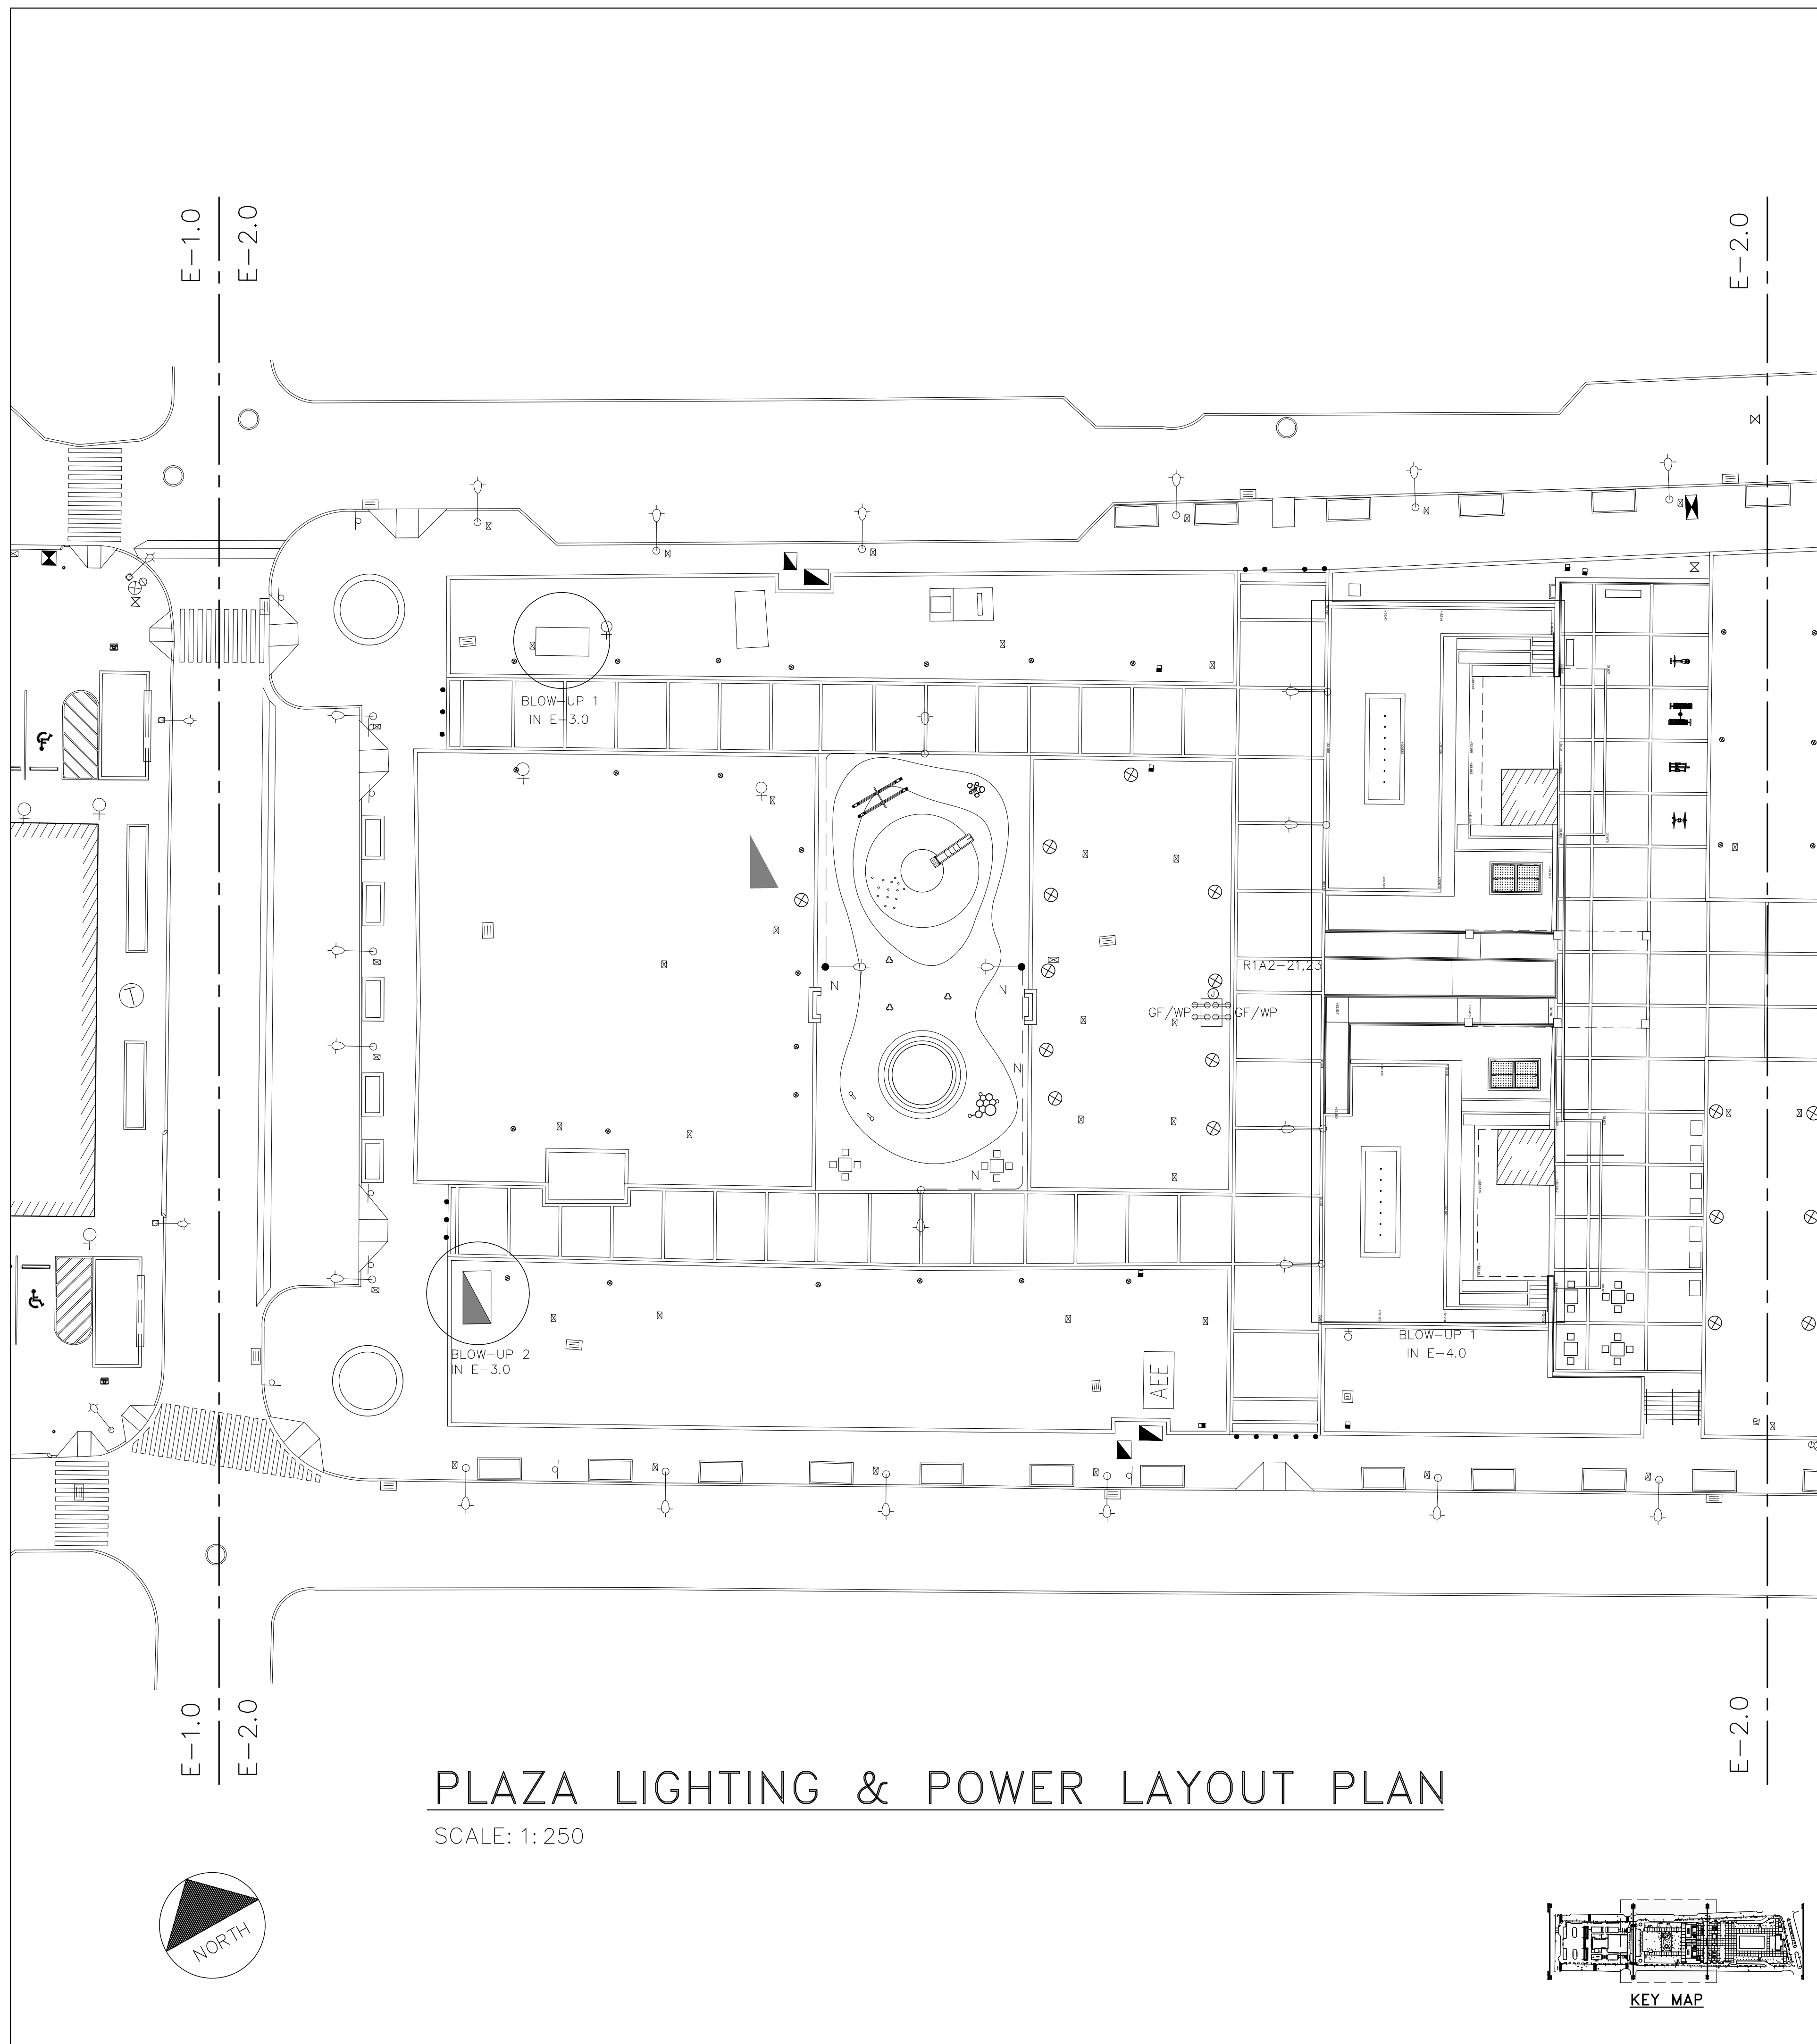 E-1.0
E-2.0
E-2.0
BLOW-UP 1
IN E-3.0
R1A2-21,23
N
N
J
GF/WP
GF/WP
N
T
N
BLOW-UP 2
IN E-3.0
AEE
BLOW-UP 1
IN E-4.0
E-1.0
E-2.0
E-2.0
PLAZA LIGHTING & POWER LAYOUT PLAN
SCALE: 1:250
NORTH
KEY MAP